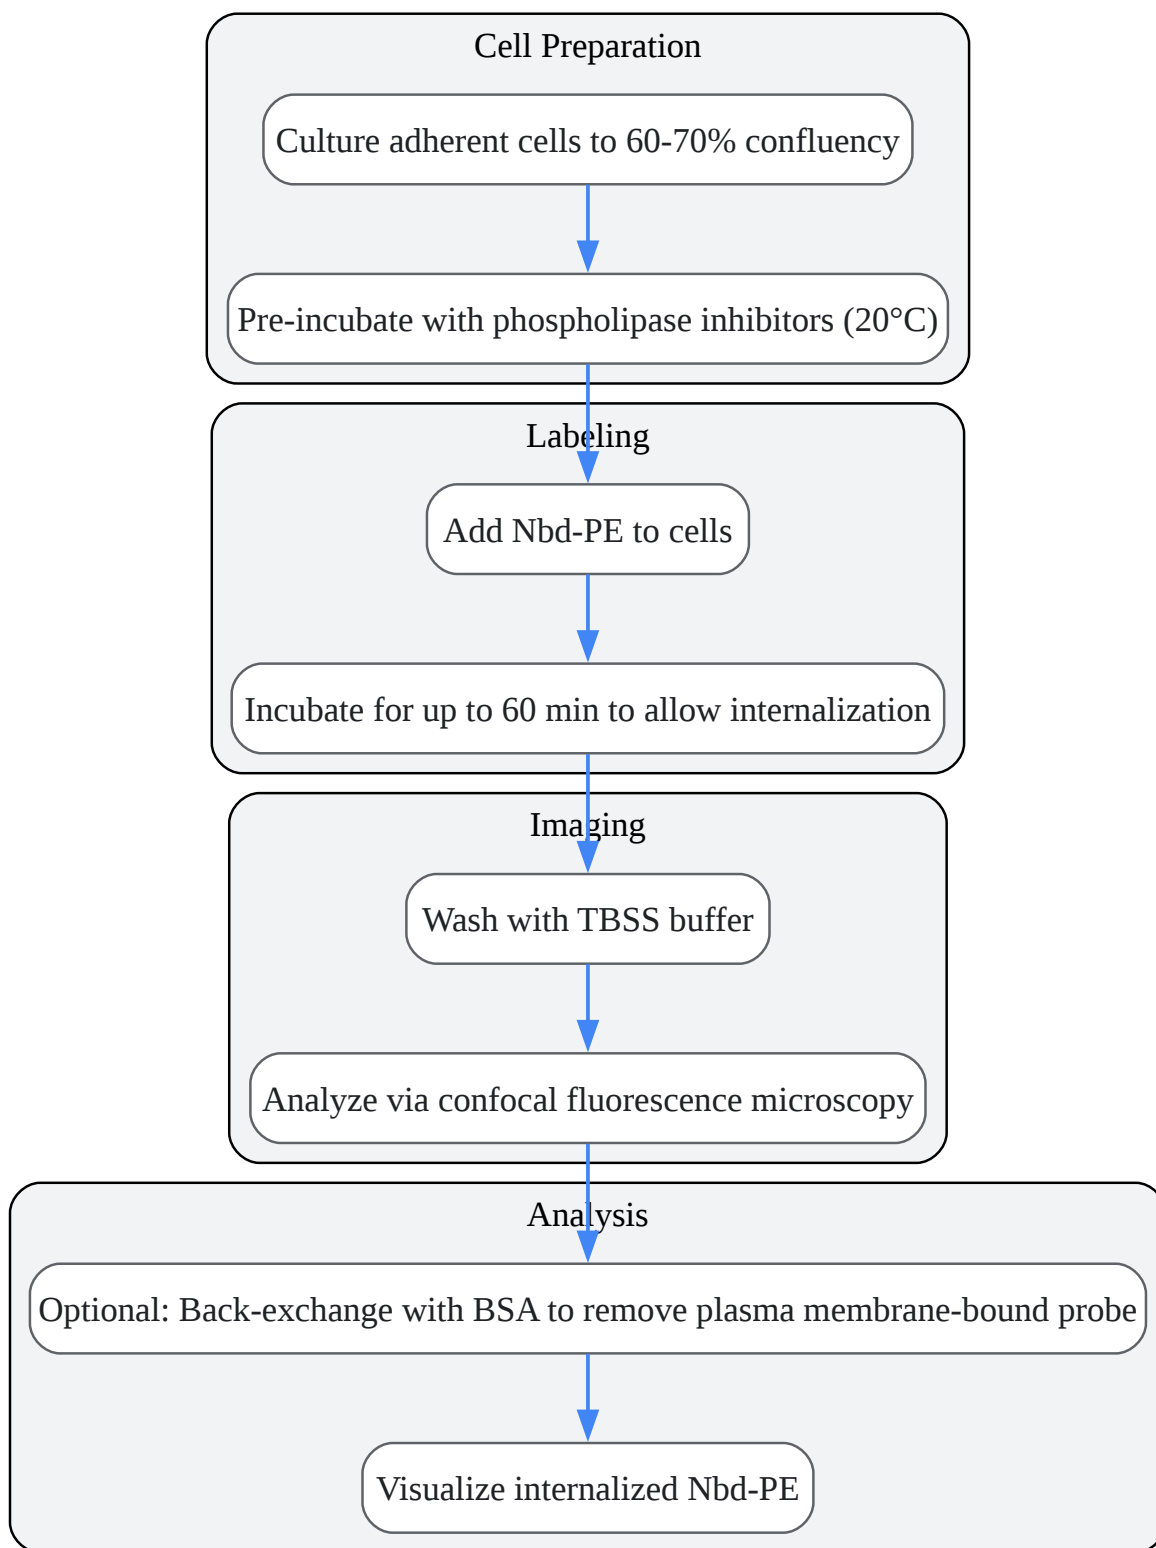 Cell Preparation
Culture adherent cells to 60-70% confluency
Pre-incubate with phospholipase inhibitors (20°C)
Labeling
Add Nbd-PE to cells
Incubate for up to 60 min to allow internalization
Imaging
Wash with TBSS buffer
Analyze via confocal fluorescence microscopy
Analysis
Optional: Back-exchange with BSA to remove plasma membrane-bound probe
Visualize internalized Nbd-PE